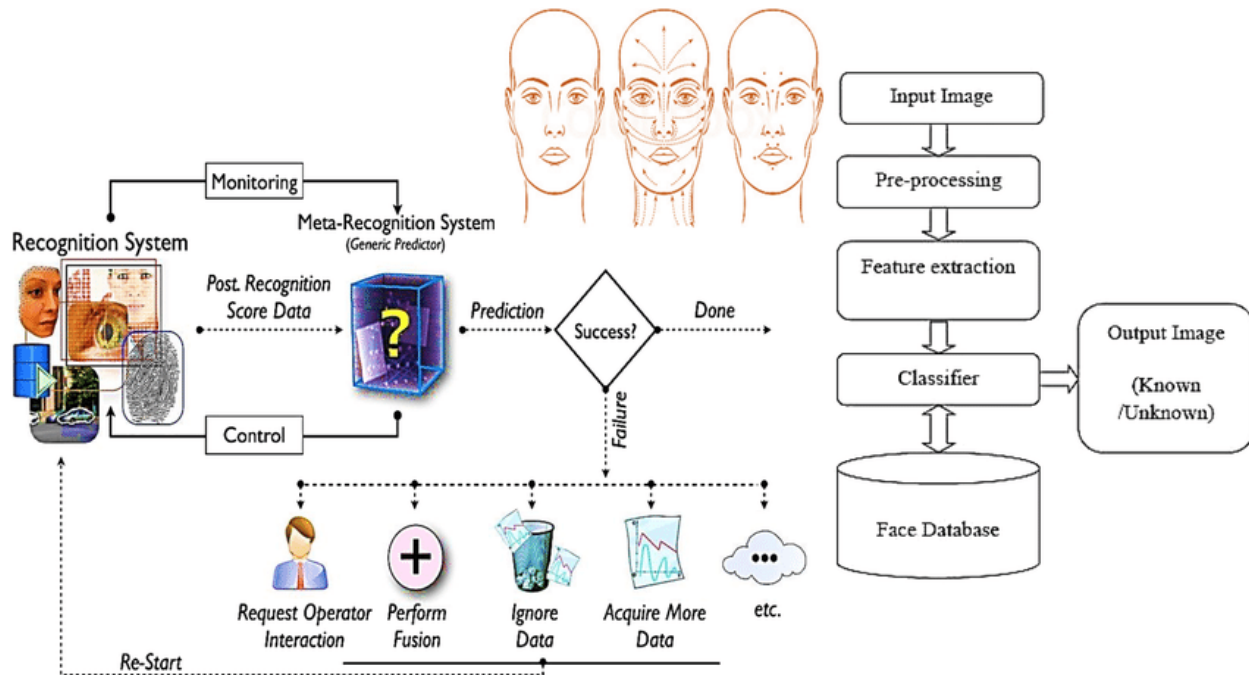 Monitoring
Recognition System
Meta-Recognition System
(Generic Predictor)
Post. Recognition
Score Data
?
Prediction
Success?
Done
Control
Failure
+
Request Operator
Interaction
Perform
Fusion
Ignore
Data
Acquire More
Data
...
etc.
Re-Start
Input Image
Pre-processing
Feature extraction
Classifier
Output Image
(Known
/Unknown)
Face Database